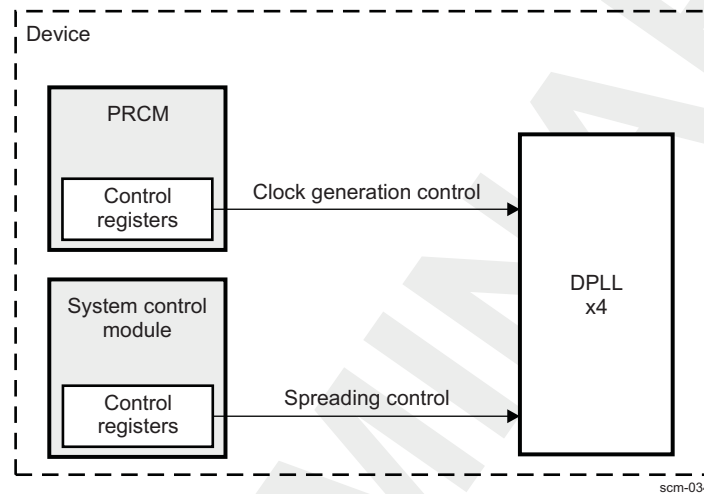 Device
PRCM
Control
registers
Clock generation control
System control
module
Control
registers
Spreading control
DPLL
x4